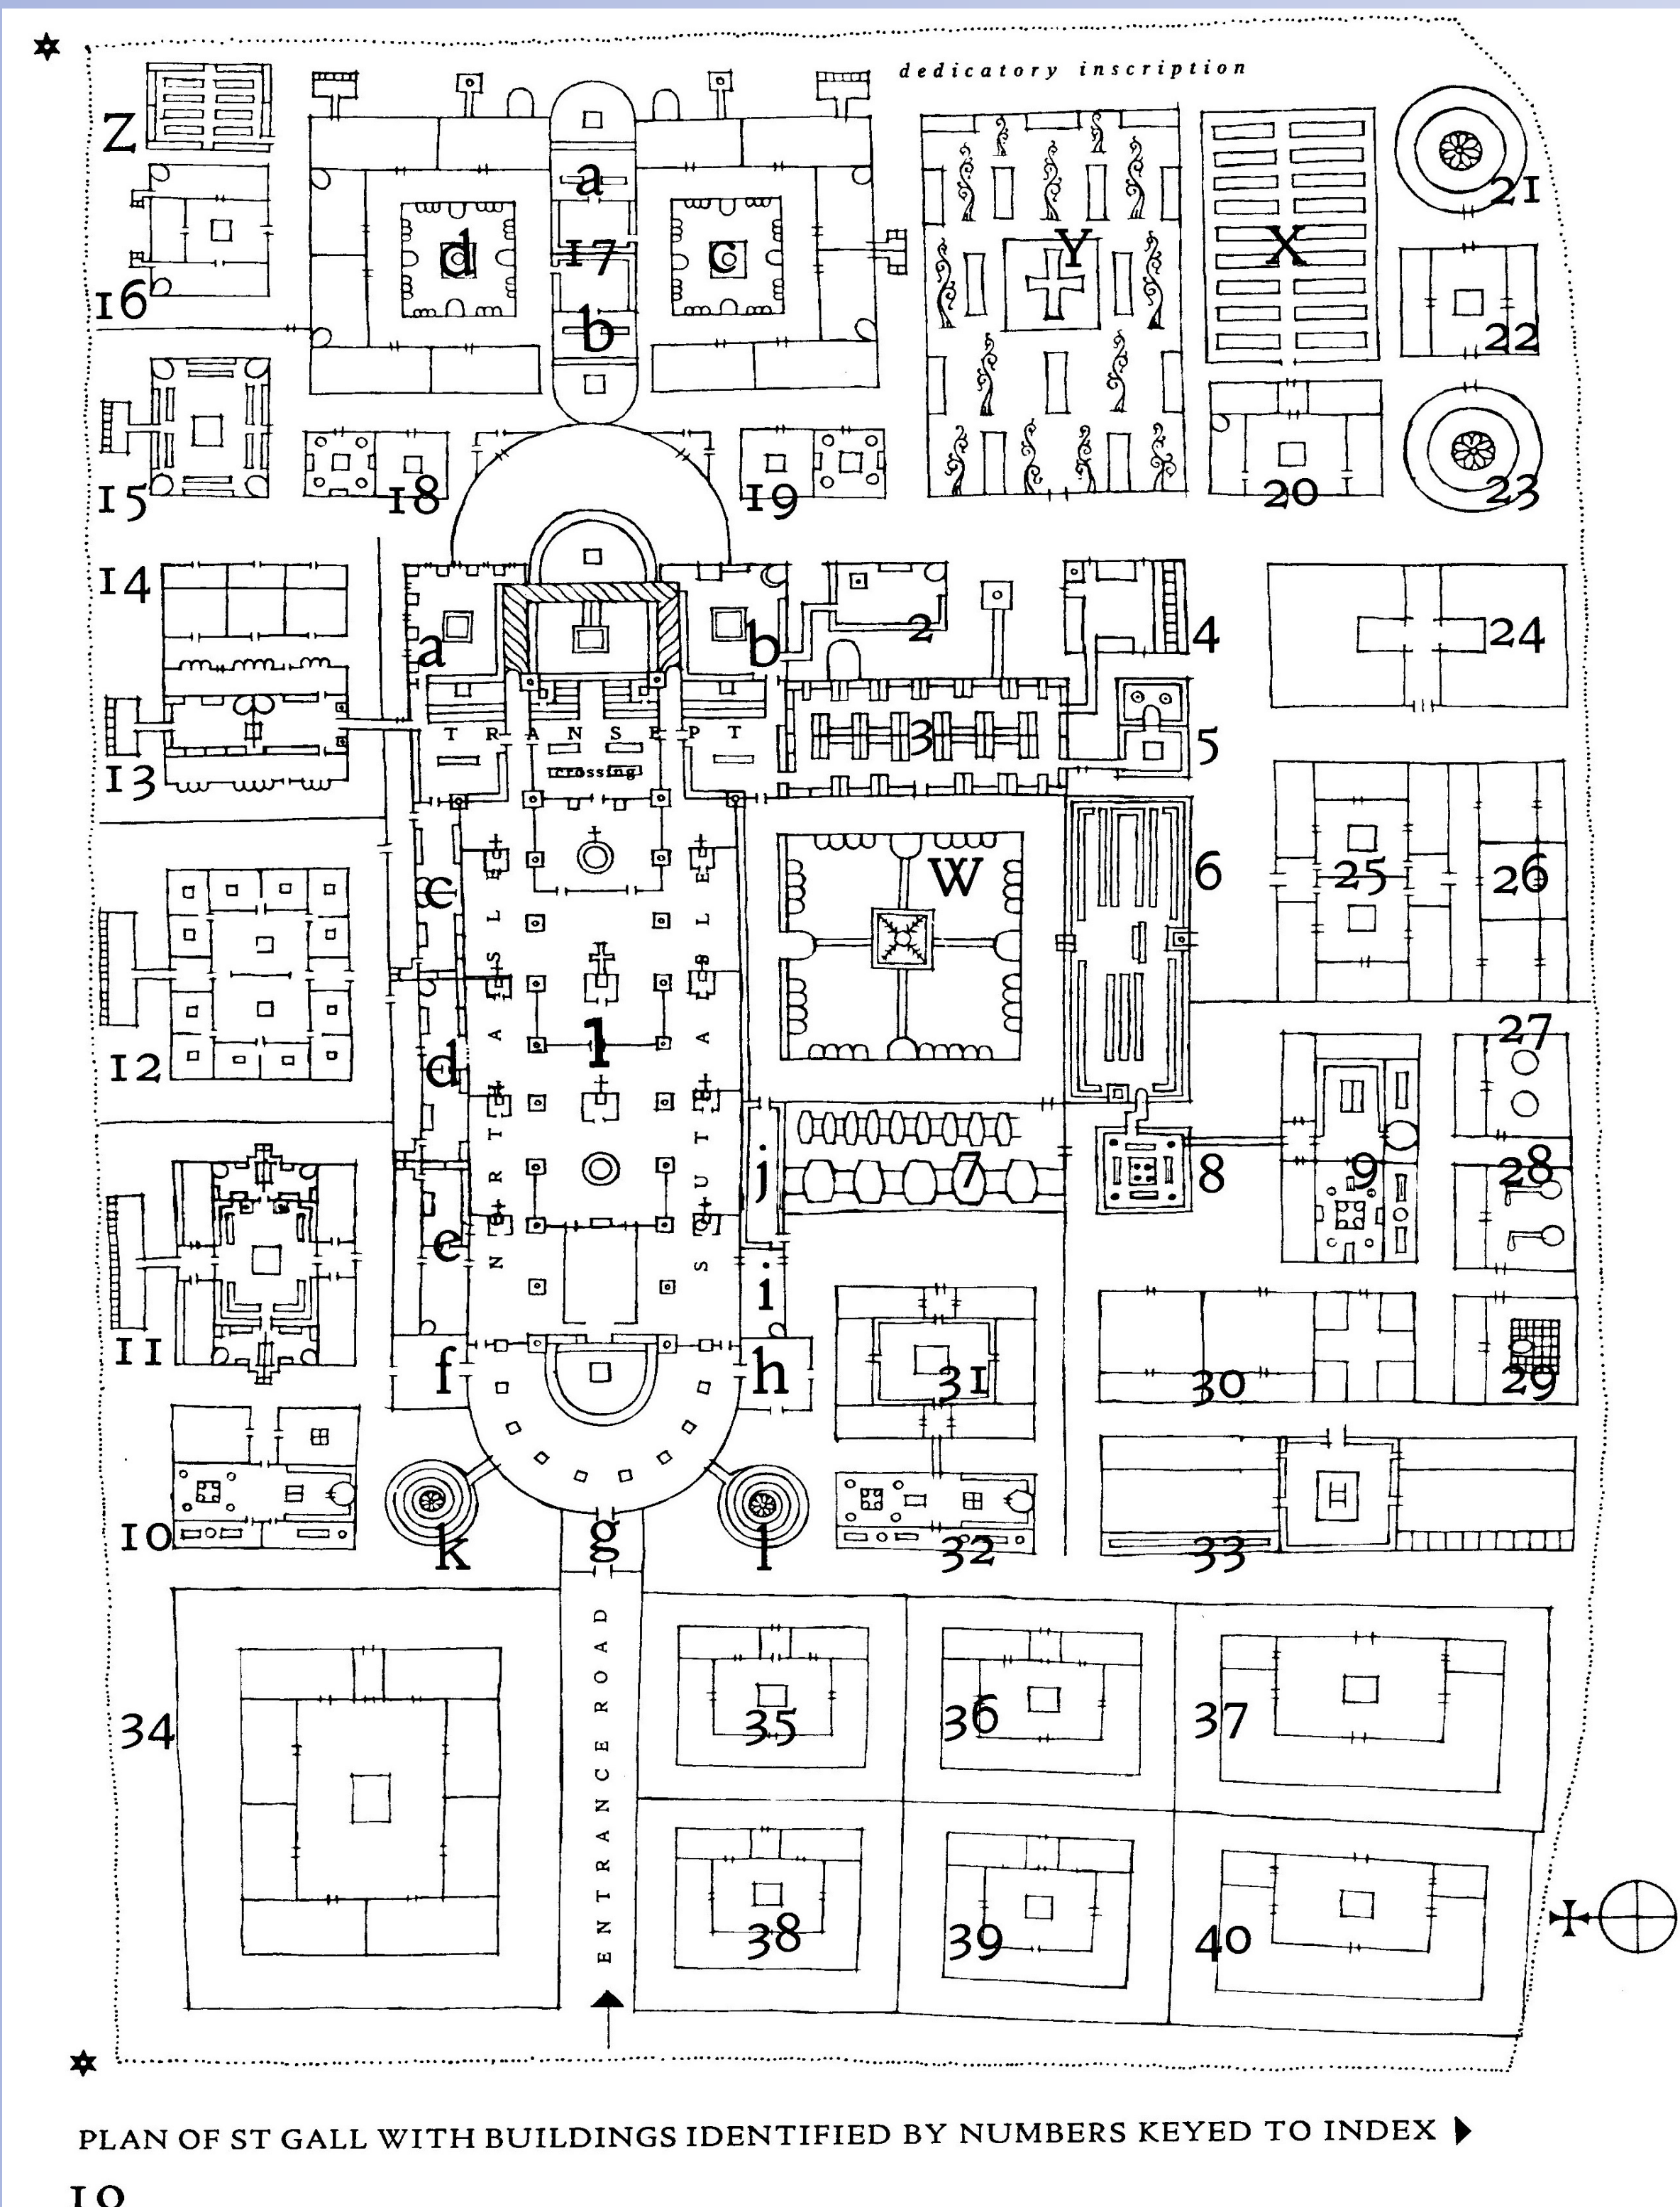 dedicatory inscription
Z
a
d
17
c
Y
X
21
16
b
22
15
18
19
20
23
14
a
b
2
4
24
TRANSEPT
3
5
crossing
13
c
W
6
25
26
NORTH AISLE
1
SOUTH AISLE
12
d
27
j
7
8
9
28
e
i
11
f
h
31
30
29
10
k
g
l
32
33
ENTRANCE ROAD
34
35
36
37
38
39
40
PLAN OF ST GALL WITH BUILDINGS IDENTIFIED BY NUMBERS KEYED TO INDEX
10